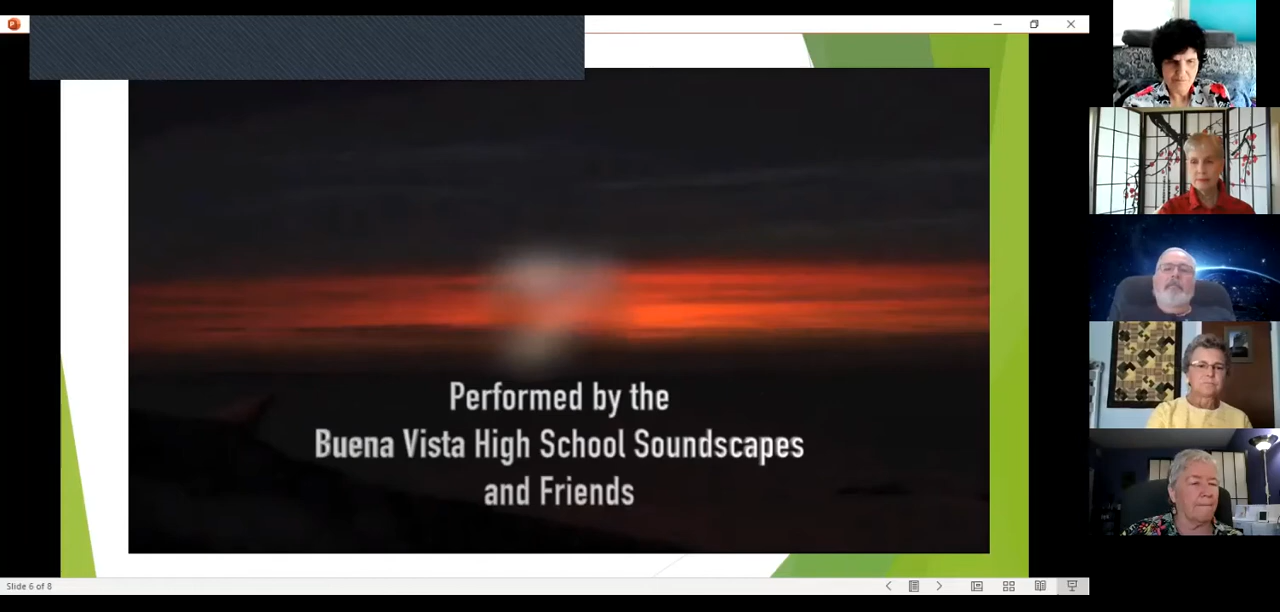 Performed by the
Buena Vista High School Soundscapes
and Friends
Slide 6 of 8